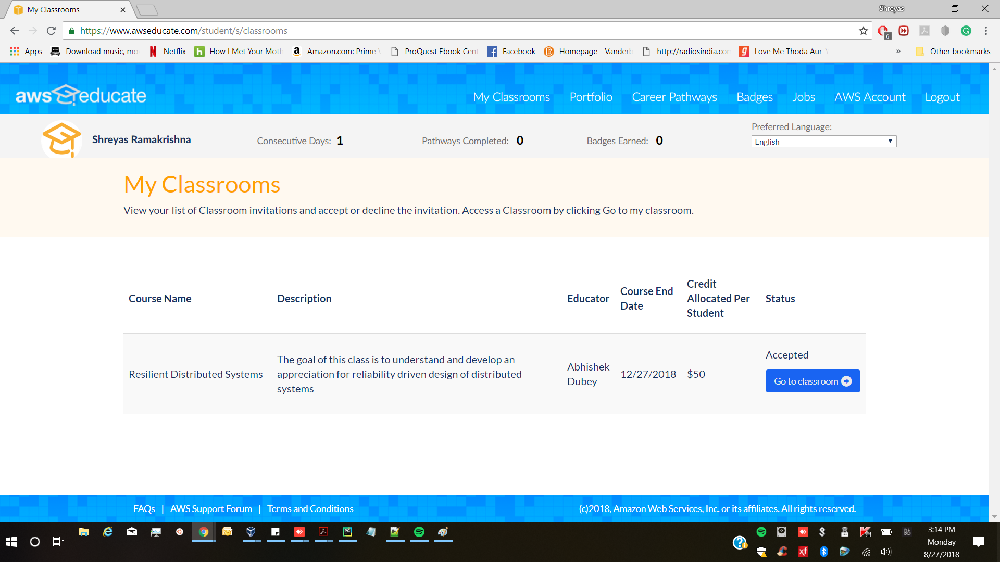 My Classrooms
Shreyas
https://www.awseducate.com/student/s/classrooms
6
Apps
Download music, mo
Netflix
How I Met Your Moth
Amazon.com: Prime
ProQuest Ebook Cent
Facebook
Homepage - Vanderb
http://radiosindia.con
Love Me Thoda Aur-
»
Other bookmarks
aws educate
My Classrooms
Portfolio
Career Pathways
Badges
Jobs
AWS Account
Logout
Shreyas Ramakrishna
Consecutive Days: 1
Pathways Completed: 0
Badges Earned: 0
Preferred Language:
English
My Classrooms
View your list of Classroom invitations and accept or decline the invitation. Access a Classroom by clicking Go to my classroom.
Course Name
Description
Educator
Course End
Date
Credit
Allocated Per
Student
Status
Resilient Distributed Systems
The goal of this class is to understand and develop an
appreciation for reliability driven design of distributed
systems
Abhishek
Dubey
12/27/2018
$50
Accepted
Go to classroom
FAQs | AWS Support Forum | Terms and Conditions
(c)2018, Amazon Web Services, Inc. or its affiliates. All rights reserved.
3:14 PM
Monday
8/27/2018